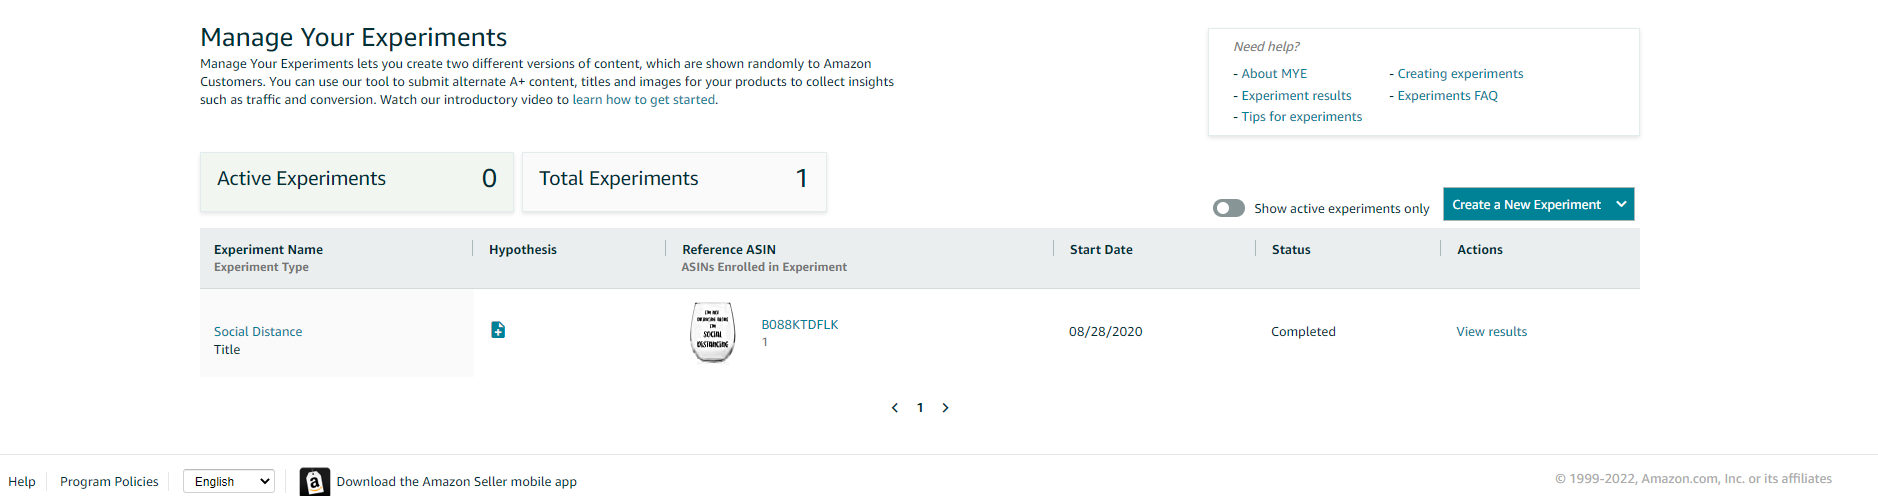 Manage Your Experiments
Manage Your Experiments lets you create two different versions of content, which are shown randomly to Amazon
Customers. You can use our tool to submit alternate A+ content, titles and images for your products to collect insights
such as traffic and conversion. Watch our introductory video to learn how to get started.
Need help?
- About MYE
- Creating experiments
- Experiment results
- Experiments FAQ
- Tips for experiments
Active Experiments 0
Total Experiments 1
Show active experiments only
Create a New Experiment
Experiment Name
Experiment Type
Hypothesis
Reference ASIN
ASINs Enrolled in Experiment
Start Date
Status
Actions
Social Distance
Title
I'M NOT
DRINKING ALONE
I'M
SOCIAL
DISTANCING
B088KTDFLK
1
08/28/2020
Completed
View results
1
Help
Program Policies
English
a
Download the Amazon Seller mobile app
© 1999-2022, Amazon.com, Inc. or its affiliates